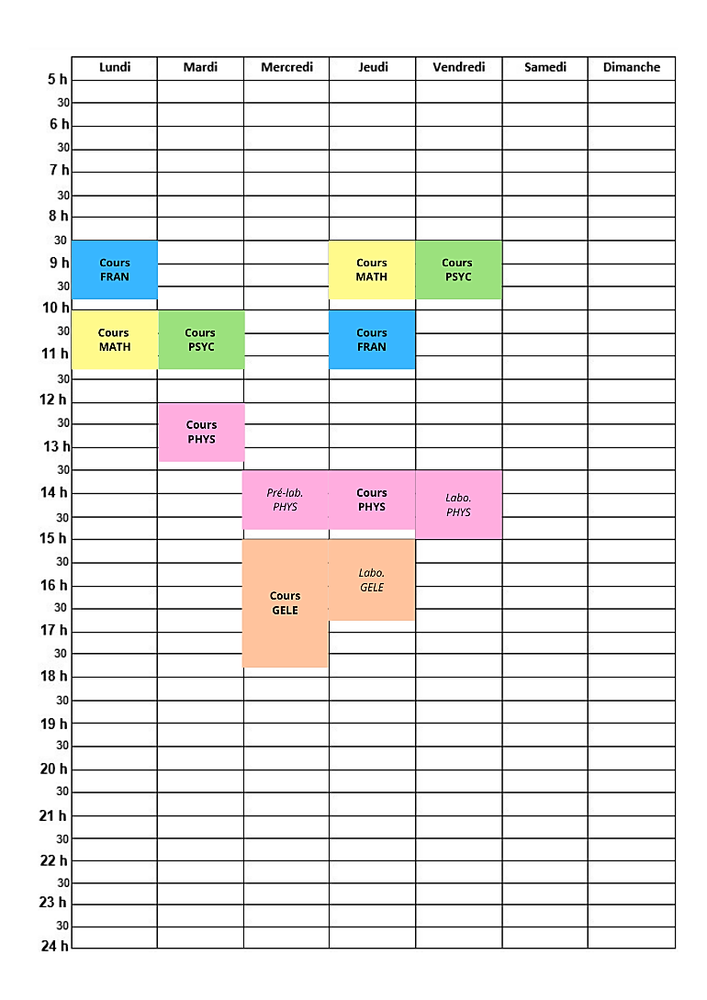 Lundi Mardi Mercredi Jeudi Vendredi Samedi Dimanche
5 h
30
6 h
30
7 h
30
8 h
30
Cours Cours Cours
9 h
FRAN MATH PSYC
30
10 h
30
Cours Cours Cours
MATH PSYC FRAN
11 h
30
12 h
30
Cours
PHYS
13 h
30
14 h
Pré-lab. Cours Labo.
PHYS PHYS PHYS
30
15 h
30
Labo.
16 h
GELE
Cours
30
GELE
17 h
30
18 h
30
19 h
30
20 h
30
21 h
30
22 h
30
23 h
30
24 h